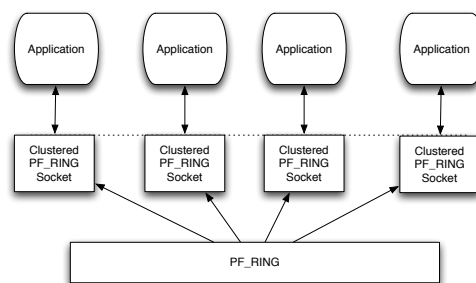 Application
Application
Application
Application
Clustered
PF_RING
Socket
Clustered
PF_RING
Socket
Clustered
PF_RING
Socket
Clustered
PF_RING
Socket
PF_RING